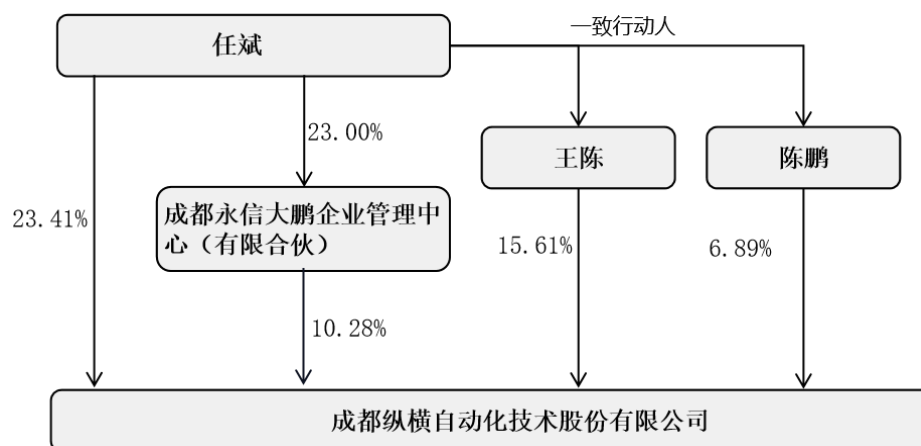 任斌
一致行动人
23.00%
王陈
陈鹏
23.41%
成都永信大鹏企业管理中
心（有限合伙）
15.61%
6.89%
10.28%
成都纵横自动化技术股份有限公司